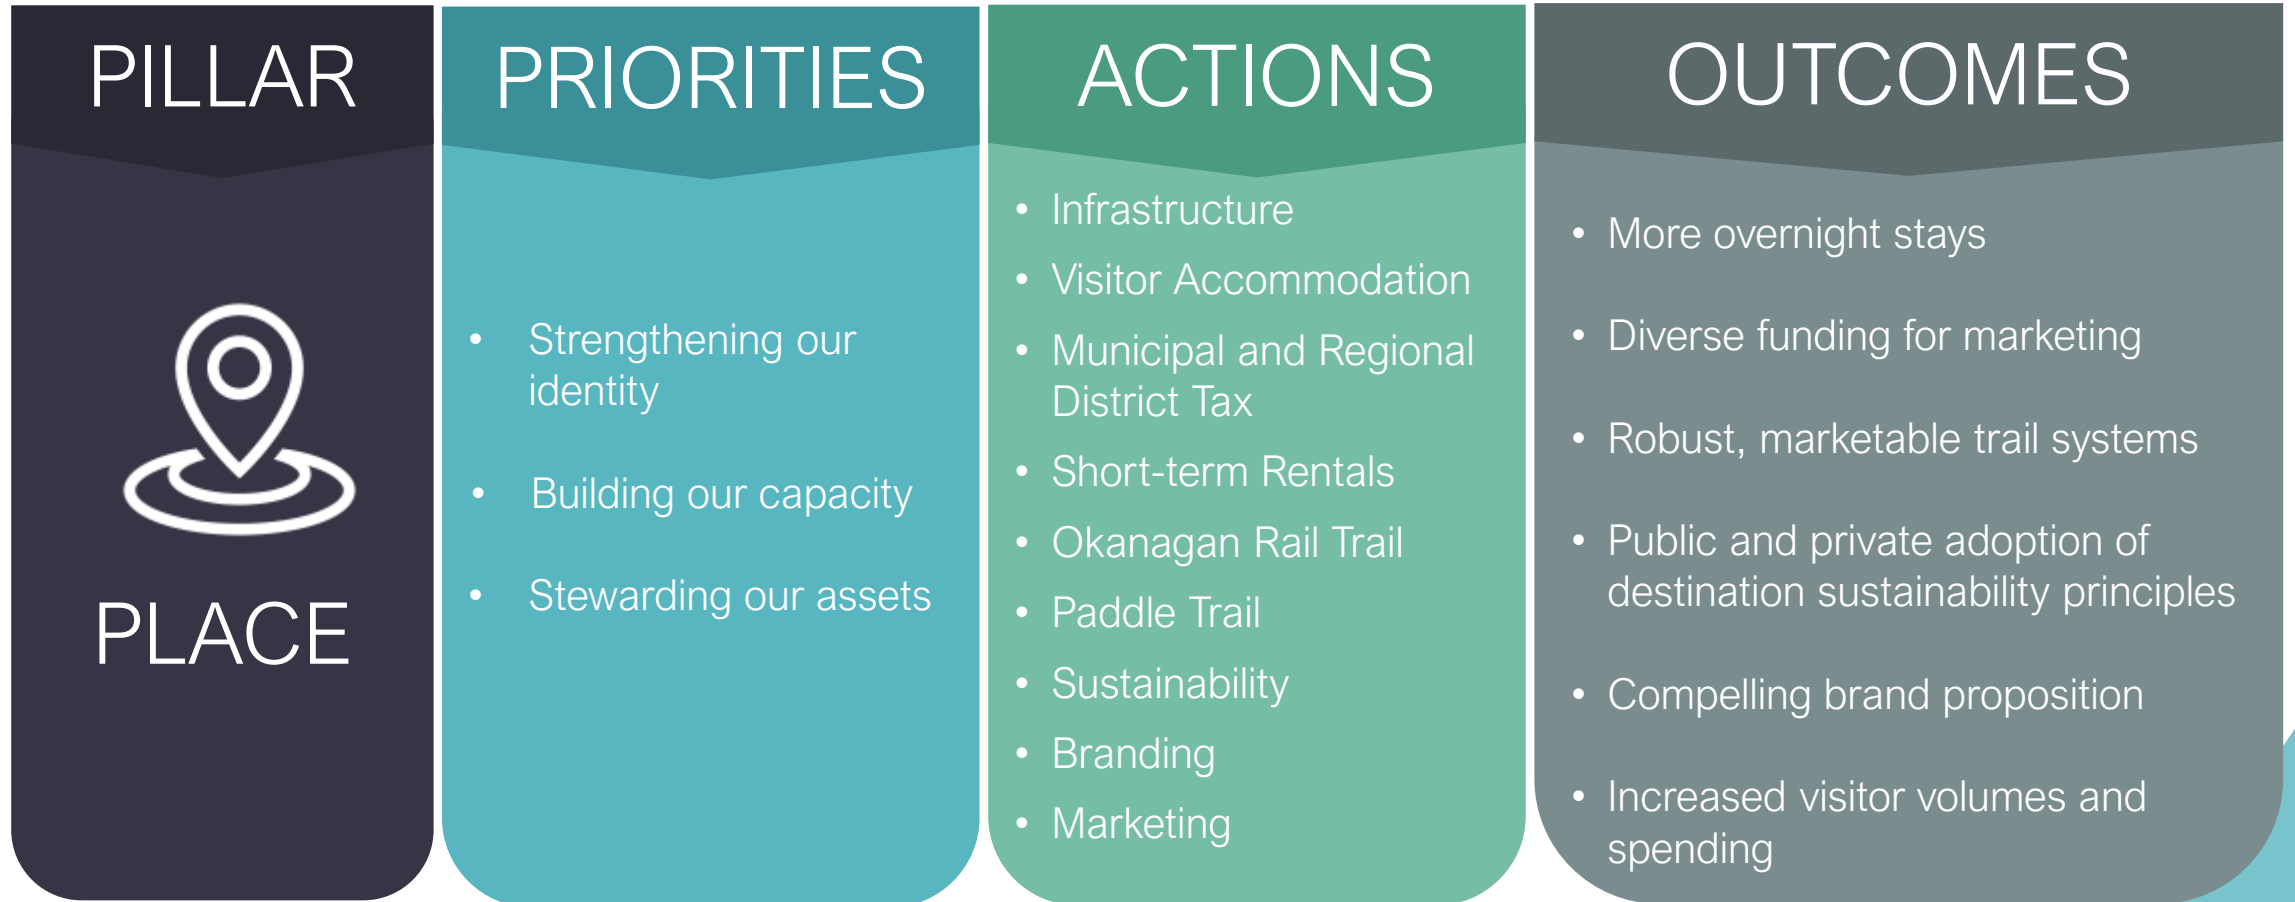 PILLAR
PLACE
PRIORITIES
• Strengthening our
identity
• Building our capacity
• Stewarding our assets
ACTIONS
• Infrastructure
• Visitor Accommodation
• Municipal and Regional
District Tax
• Short-term Rentals
• Okanagan Rail Trail
• Paddle Trail
• Sustainability
• Branding
• Marketing
OUTCOMES
• More overnight stays
• Diverse funding for marketing
• Robust, marketable trail systems
• Public and private adoption of
destination sustainability principles
• Compelling brand proposition
• Increased visitor volumes and
spending